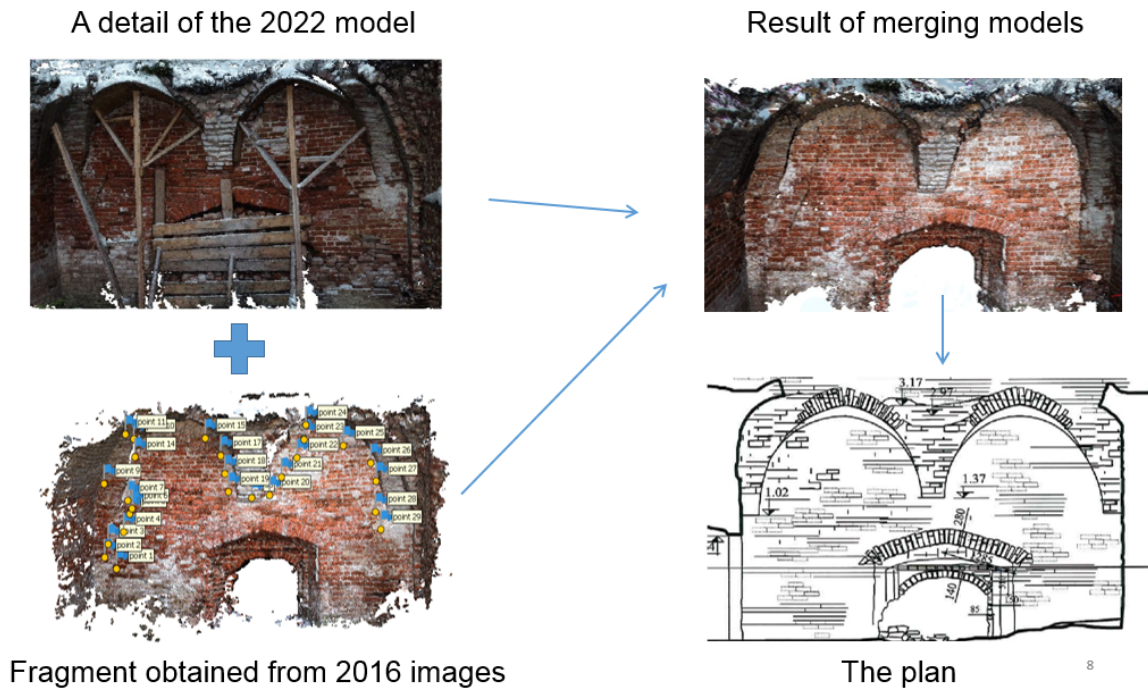 A detail of the 2022 model
Result of merging models
point 11
point 14
point 9
point 7
point 4
point 2
point 1
point 15
point 17
point 18
point 19
point 20
point 21
point 22
point 23
point 24
point 25
point 26
point 27
point 28
point 29
3.17
2.97
1.02
1.37
280
140
85
50
Fragment obtained from 2016 images
The plan
8